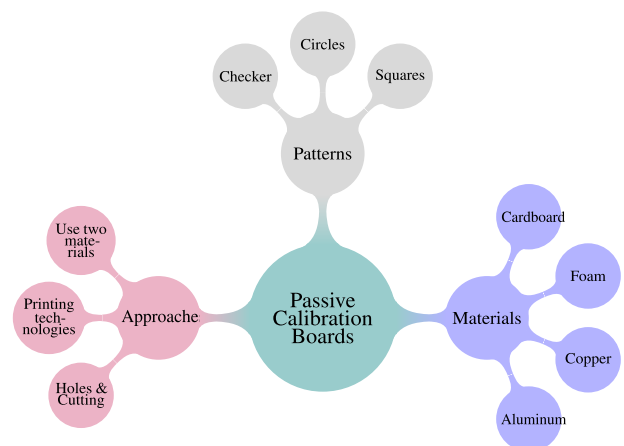 Circles
Checker
Squares
Patterns
Cardboard
Use two
mate-
rials
Foam
Printing
tech-
nologies
Approache
Passive
Calibration
Boards
Materials
Copper
Holes &
Cutting
Aluminum